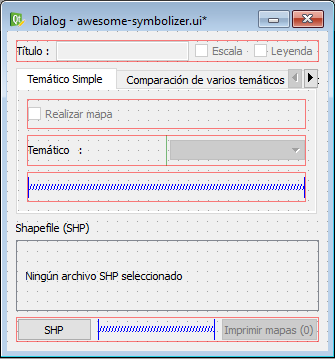 Dialog - awesome-symbolizer.ui*
Título : Escala Leyenda
Temático Simple Comparación de varios temáticos
Realizar mapa
Temático :
Shapefile (SHP)
Ningún archivo SHP seleccionado
SHP Imprimir mapas (0)